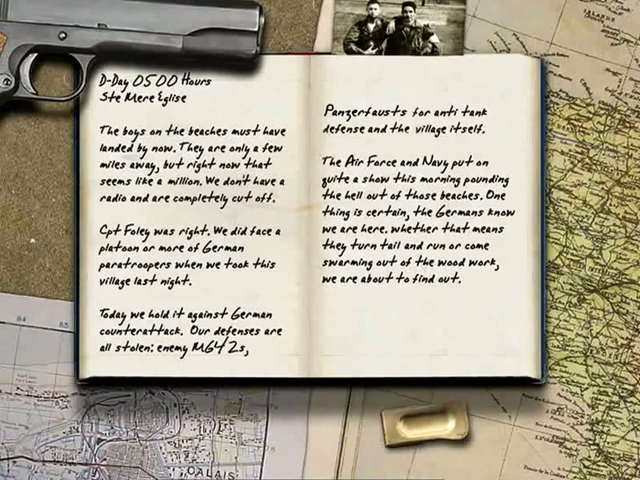 D-Day 0500 Hours
Ste Mere Eglise
The boys on the beaches must have
landed by now. They are only a few
miles away, but right now that
seems like a million. We don't have a
radio and are completely cut off.
Cpt Foley was right. We did face a
platoon or more of German
paratroopers when we took this
village last night.
Today we hold it against German
counterattack. Our defenses are
all stolen: enemy MG42s,
Panzerfausts for anti tank
defense and the village itself.
The Air Force and Navy put on
quite a show this morning pounding
the hell out of those beaches. One
thing is certain, the Germans know
we are here. whether that means
they turn tail and run or come
swarming out of the wood work,
we are about to find out.
CALAIS